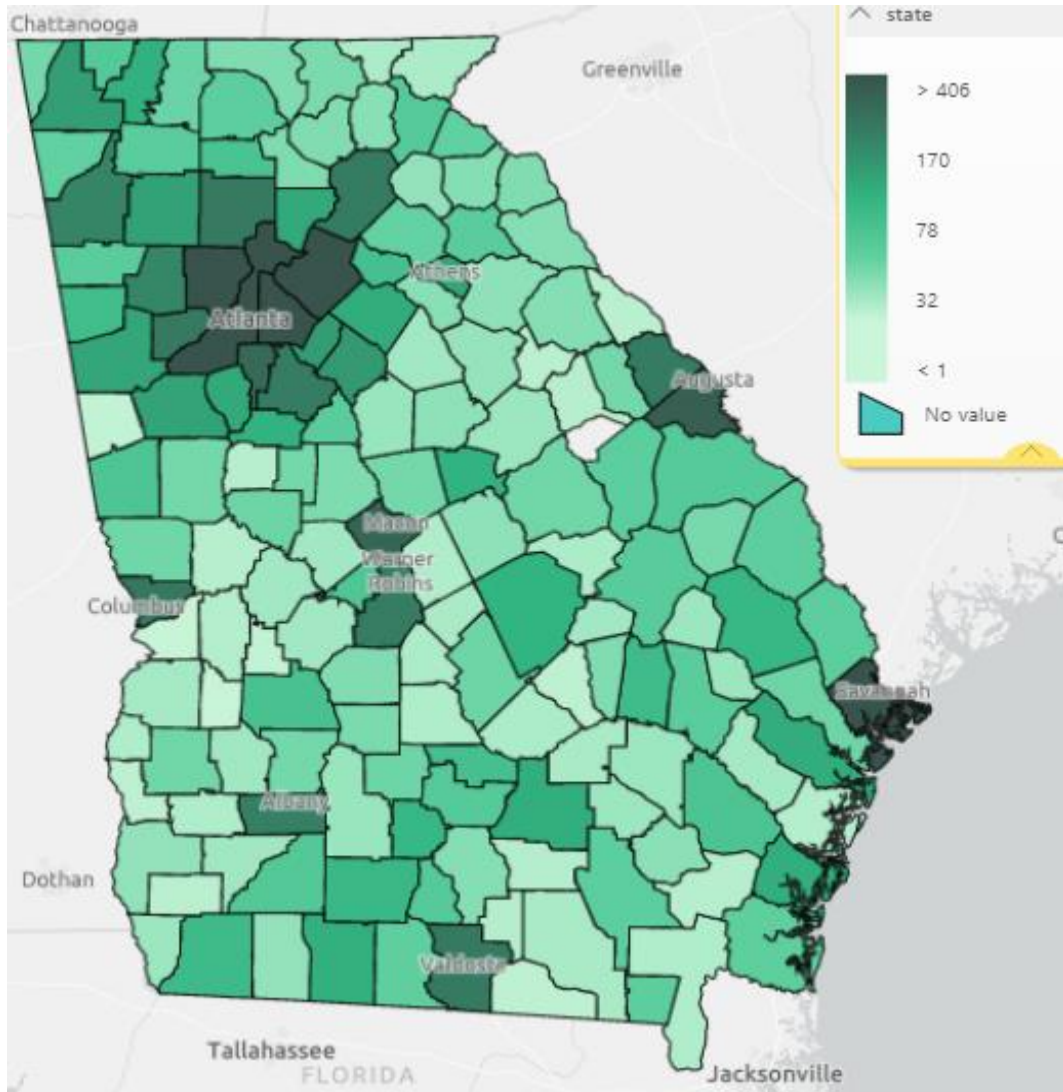 Chattanooga
state
Greenville
> 406
170
78
32
< 1
No value
Athens
Atlanta
Augusta
Macon
Warner
Robins
Columbus
Savannah
Albany
Dothan
Valdosta
Tallahassee
FLORIDA
Jacksonville